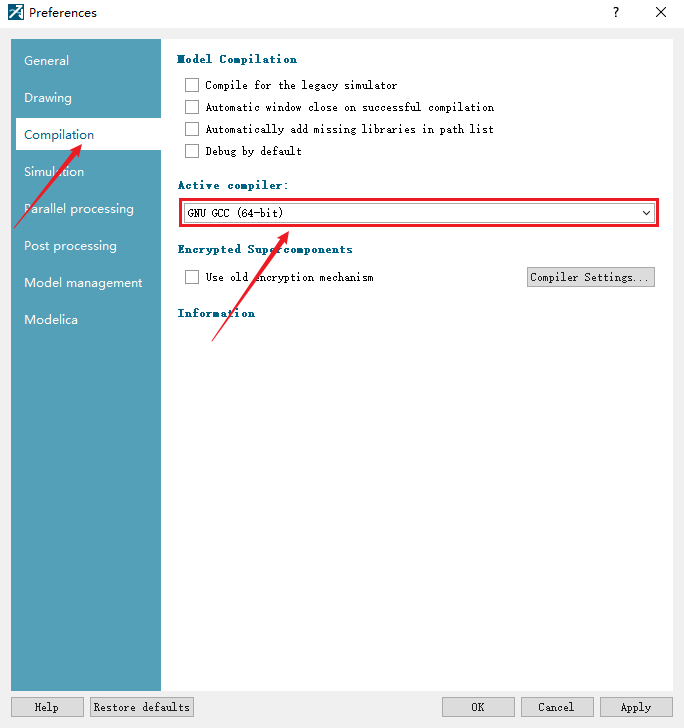 Preferences
General
Drawing
Compilation
Simulation
Parallel processing
Post processing
Model management
Modelica
Model Compilation
Compile for the legacy simulator
Automatic window close on successful compilation
Automatically add missing libraries in path list
Debug by default
Active compiler:
GNU GCC (64-bit)
Encrypted Supercomponents
Use old encryption mechanism
Compiler Settings...
Information
Help
Restore defaults
OK
Cancel
Apply